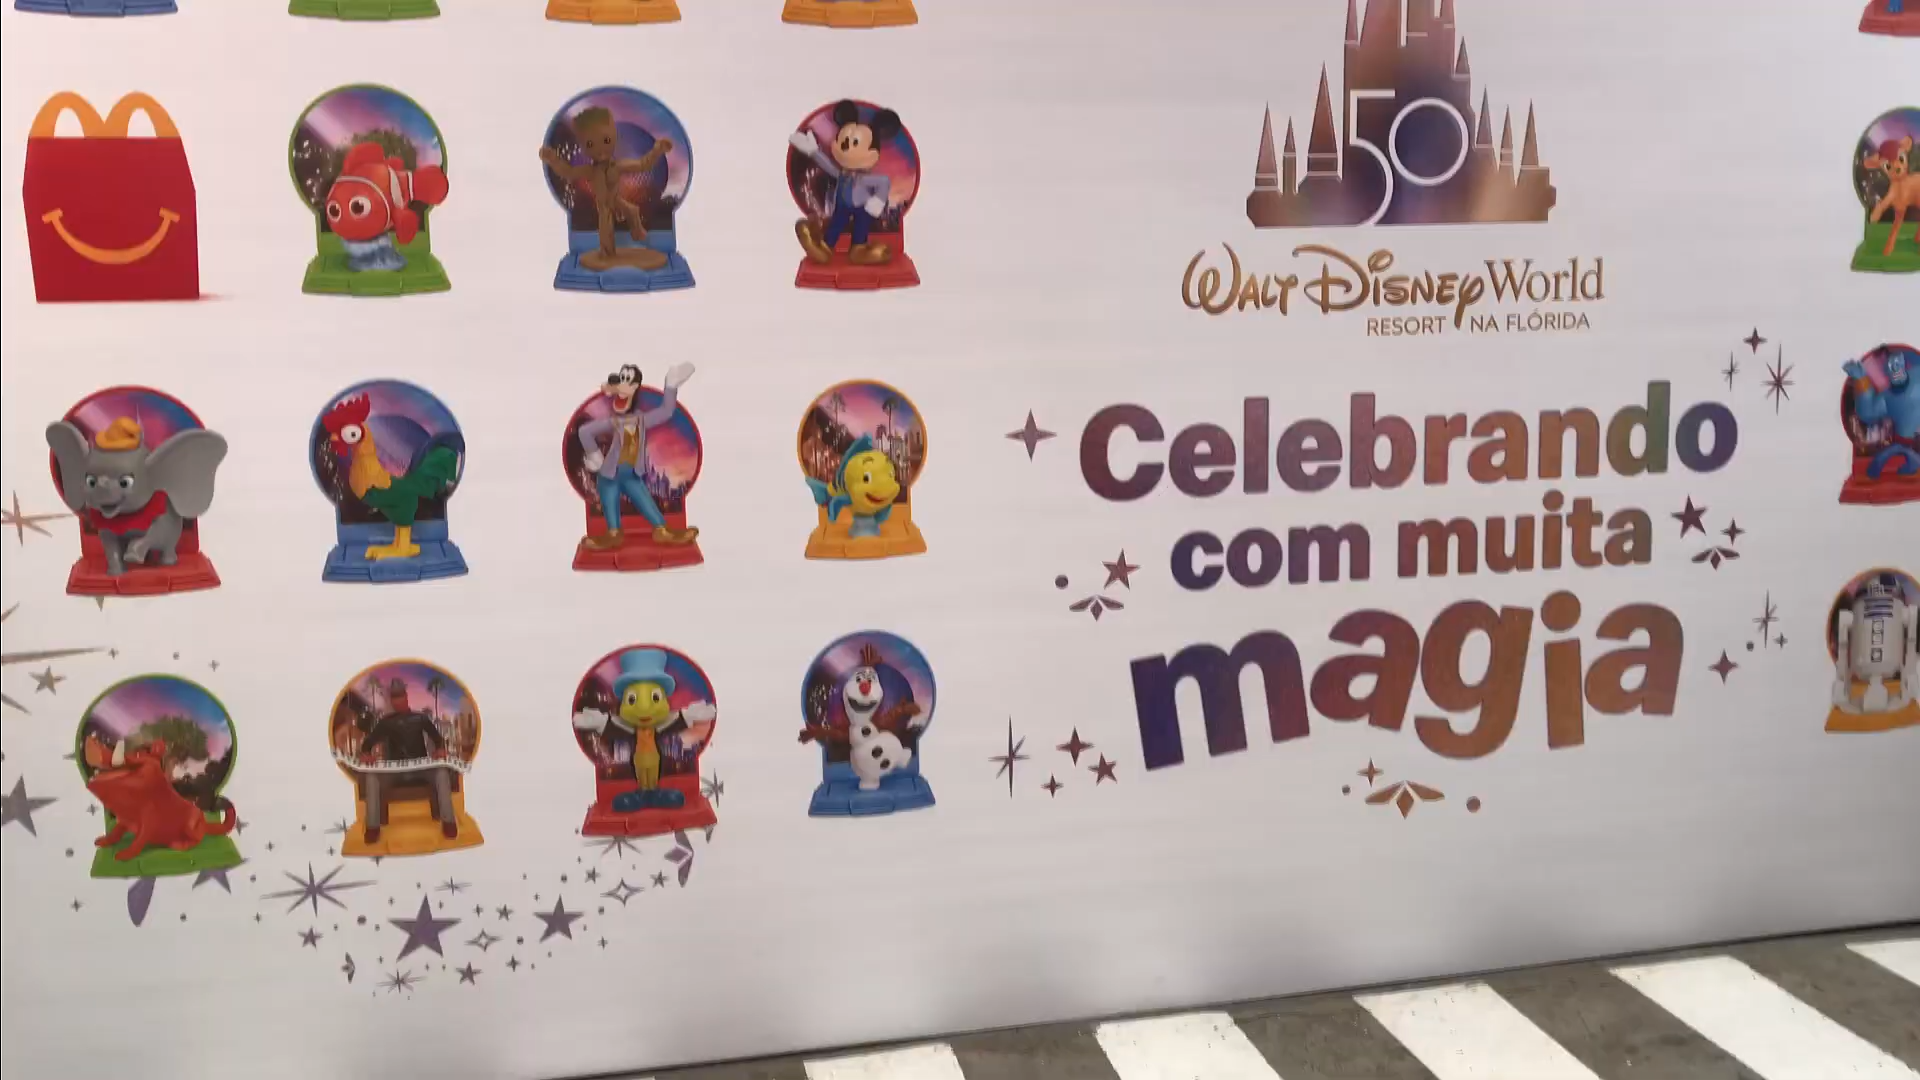 50
WALT DISNEY World
RESORT NA FLÓRIDA
Celebrando
com muita
magia